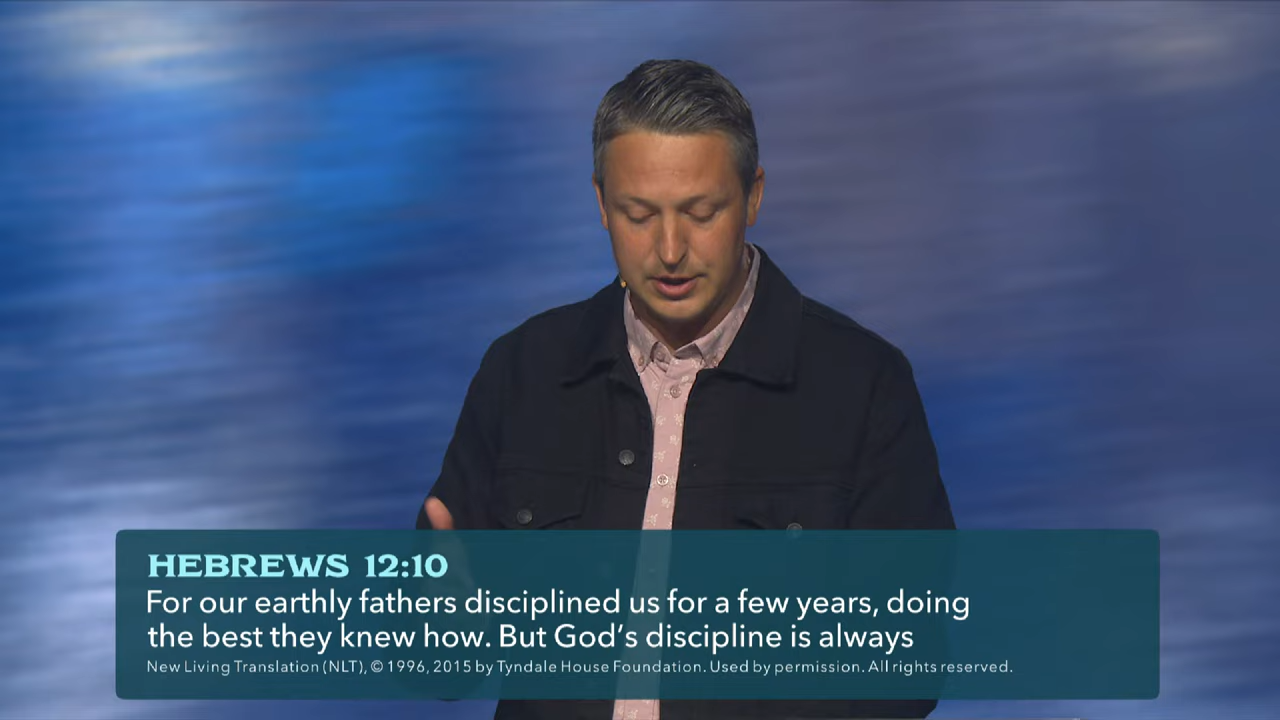 HEBREWS 12:10
For our earthly fathers disciplined us for a few years, doing
the best they knew how. But God's discipline is always
New Living Translation (NLT), © 1996, 2015 by Tyndale House Foundation. Used by permission. All rights reserved.